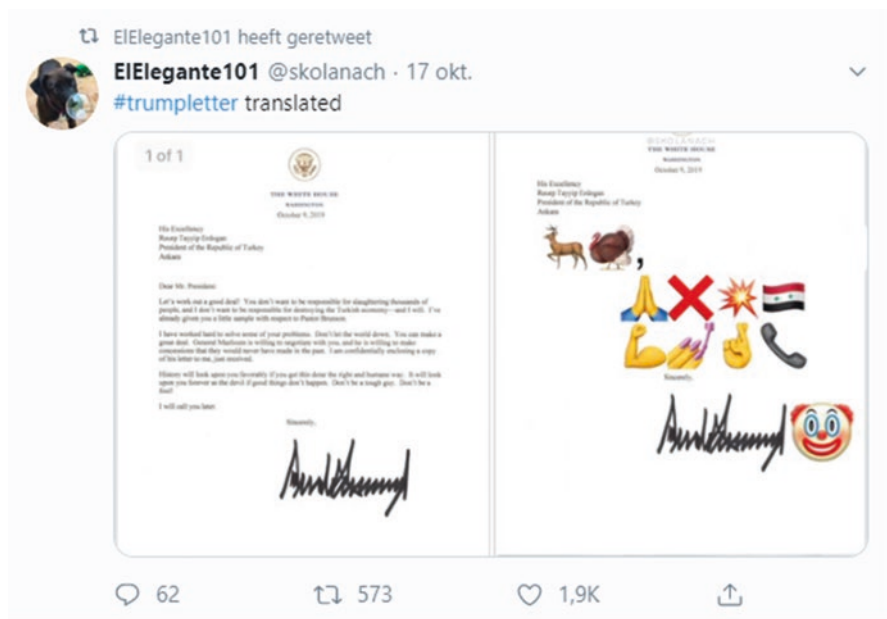 ElElegante101 heeft geretweet
ElElegante101 @skolanach · 17 okt.
#trumpletter translated
1 of 1
THE WHITE HOUSE
WASHINGTON
October 9, 2019
His Excellency
Recep Tayyip Erdogan
President of the Republic of Turkey
Ankara
Dear Mr. President:
Let's work out a good deal! You don't want to be responsible for slaughtering thousands of
people, and I don't want to be responsible for destroying the Turkish economy—and I will. I've
already given you a little sample with respect to Pastor Brunson.
I have worked hard to solve some of your problems. Don't let the world down. You can make a
great deal. General Mazloum is willing to negotiate with you, and he is willing to make
concessions that they would never have made in the past. I am confidentially enclosing a copy
of his letter to me, just received.
History will look upon you favorably if you get this done the right and humane way. It will look
upon you forever as the devil if good things don't happen. Don't be a tough guy. Don't be a
fool!
I will call you later.
Sincerely,
@SKOLANACH
THE WHITE HOUSE
WASHINGTON
October 9, 2019
His Excellency
Recep Tayyip Erdogan
President of the Republic of Turkey
Ankara
,
Sincerely,
62 573 1,9K